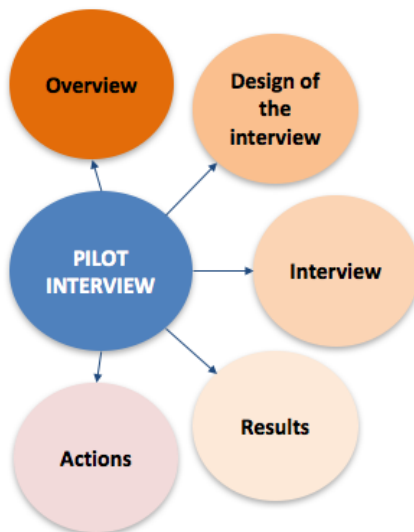 Overview
Design of
the
interview
PILOT
INTERVIEW
Interview
Results
Actions